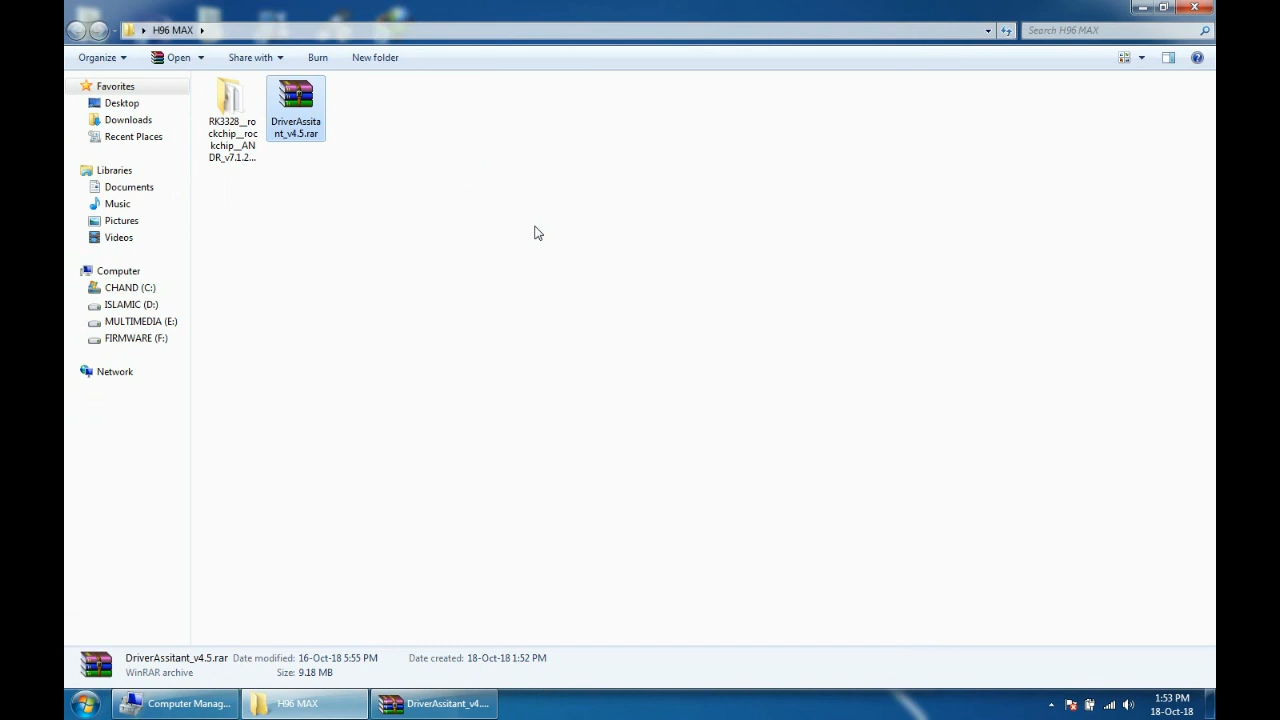 H96 MAX
Search H96 MAX
Organize
Open
Share with
Burn
New folder
Favorites
Desktop
Downloads
Recent Places
Libraries
Documents
Music
Pictures
Videos
Computer
CHAND (C:)
ISLAMIC (D:)
MULTIMEDIA (E:)
FIRMWARE (F:)
Network
RK3328__ro
ckchip__roc
kchip__AN
DR_v7.1.2...
DriverAssita
nt_v4.5.rar
DriverAssitant_v4.5.rar Date modified: 16-Oct-18 5:55 PM Date created: 18-Oct-18 1:52 PM
WinRAR archive Size: 9.18 MB
Computer Manag...
H96 MAX
DriverAssitant_v4....
1:53 PM
18-Oct-18